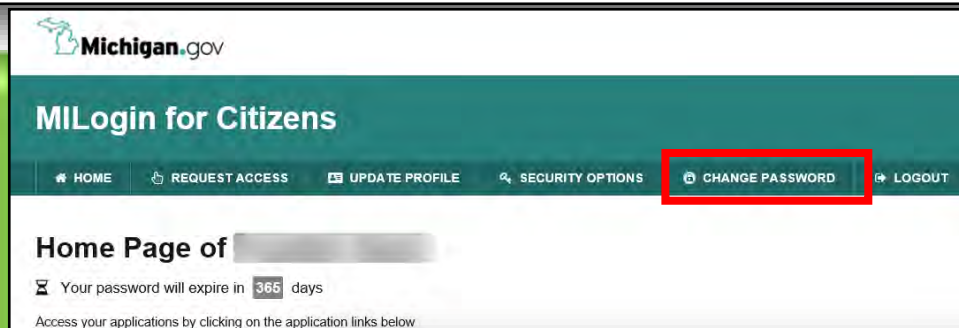 Michigan.gov
MILogin for Citizens
HOME REQUEST ACCESS UPDATE PROFILE SECURITY OPTIONS CHANGE PASSWORD LOGOUT
Home Page of
Your password will expire in 365 days
Access your applications by clicking on the application links below